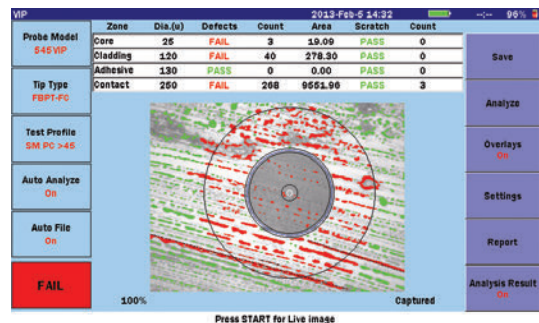 VIP 2013-Feb-5 14:32 --:-- 96%
Probe Model
545 VIP
Tip Type
FBPT-FC
Test Profile
SM PC >45
Auto Analyze
On
Auto File
On
FAIL
Zone Dia.(u) Defects Count Area Scratch Count
Core 25 FAIL 3 19.09 PASS 0
Cladding 120 FAIL 40 278.30 PASS 0
Adhesive 130 PASS 0 0.00 PASS 0
Contact 250 FAIL 268 9551.96 PASS 3
100% Captured
Press START for Live image
Save
Analyze
Overlays
On
Settings
Report
Analysis Result
On